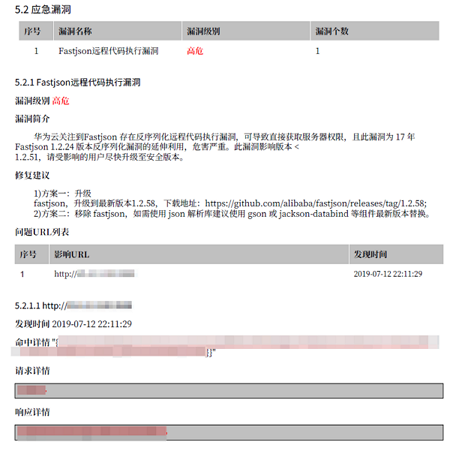 5.2 应急漏洞
序号 漏洞名称 漏洞级别 漏洞个数
1 Fastjson远程代码执行漏洞 高危 1
5.2.1 Fastjson远程代码执行漏洞
漏洞级别 高危
漏洞简介
华为云关注到Fastjson 存在反序列化远程代码执行漏洞，可导致直接获取服务器权限，且此漏洞为 17 年
Fastjson 1.2.24 版本反序列化漏洞的延伸利用，危害严重。此漏洞影响版本 <
1.2.51，请受影响的用户尽快升级至安全版本。
修复建议
1)方案一：升级
fastjson，升级到最新版本1.2.58，下载地址：https://github.com/alibaba/fastjson/releases/tag/1.2.58;
2)方案二：移除 fastjson，如需使用 json 解析库建议使用 gson 或 jackson-databind 等组件最新版本替换。
问题URL列表
序号 影响URL 发现时间
1 http:// 2019-07-12 22:11:29
5.2.1.1 http://
发现时间 2019-07-12 22:11:29
命中详情 "[
]]"
请求详情
响应详情